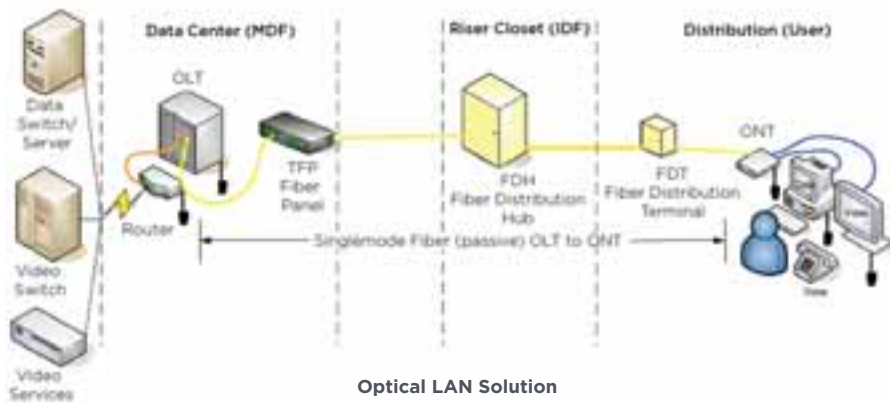 Data Center (MDF)
Riser Closet (IDF)
Distribution (User)
OLT
Data
Switch/
Server
TFP
Fiber
Panel
Router
FDH
Fiber Distribution
Hub
FDT
Fiber Distribution
Terminal
ONT
Singlemode Fiber (passive) OLT to ONT
Video
Switch
Video
Services
Optical LAN Solution